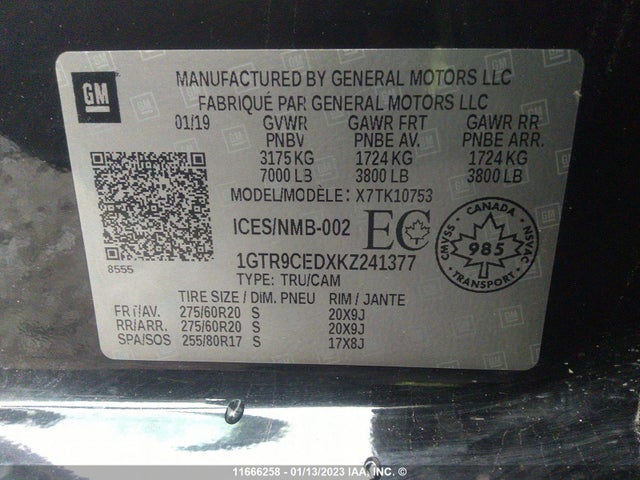 GM
MANUFACTURED BY GENERAL MOTORS LLC
FABRIQUÉ PAR GENERAL MOTORS LLC
01/19 GVWR GAWR FRT GAWR RR
PNBV PNBE AV. PNBE ARR.
3175 KG 1724 KG 1724 KG
7000 LB 3800 LB 3800 LB
MODEL/MODÈLE: X7TK10753
ICES/NMB-002 EC
CANADA
CMVSS 985 NSVAC
8555
1GTR9CEDXKZ241377
TYPE: TRU/CAM
TIRE SIZE / DIM. PNEU RIM / JANTE
FRT/AV. 275/60R20 S 20X9J
RR/ARR. 275/60R20 S 20X9J
SPA/SOS 255/80R17 S 17X8J
11666258 - 01/13/2023 IAA, INC. ©